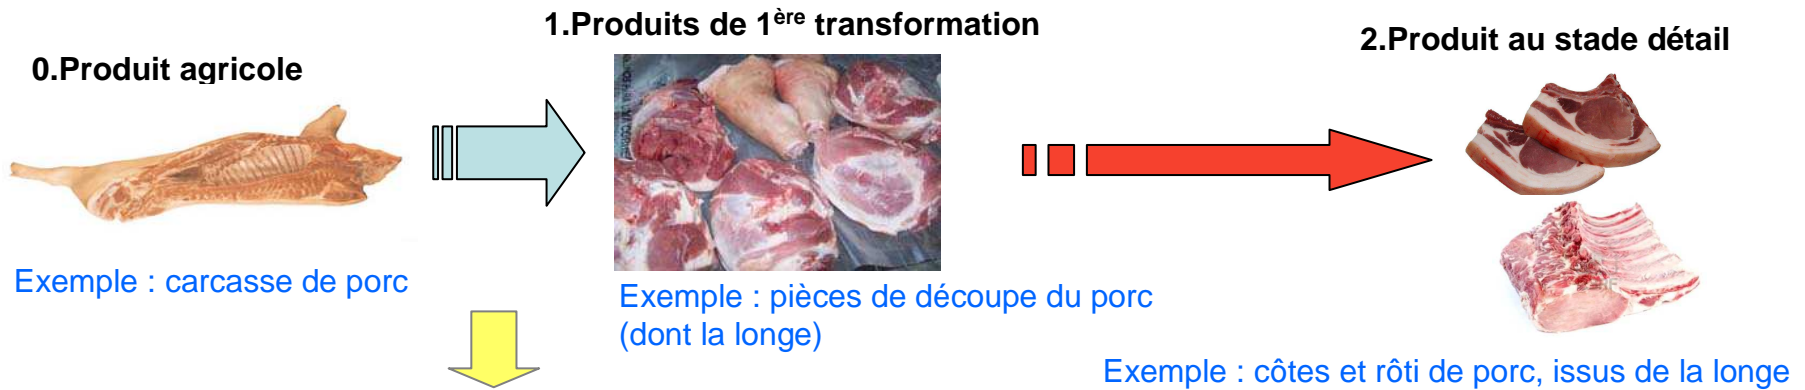 0.Produit agricole
1.Produits de 1ère transformation
2.Produit au stade détail
Exemple : carcasse de porc
Exemple : pièces de découpe du porc
(dont la longe)
Exemple : côtes et rôti de porc, issus de la longe